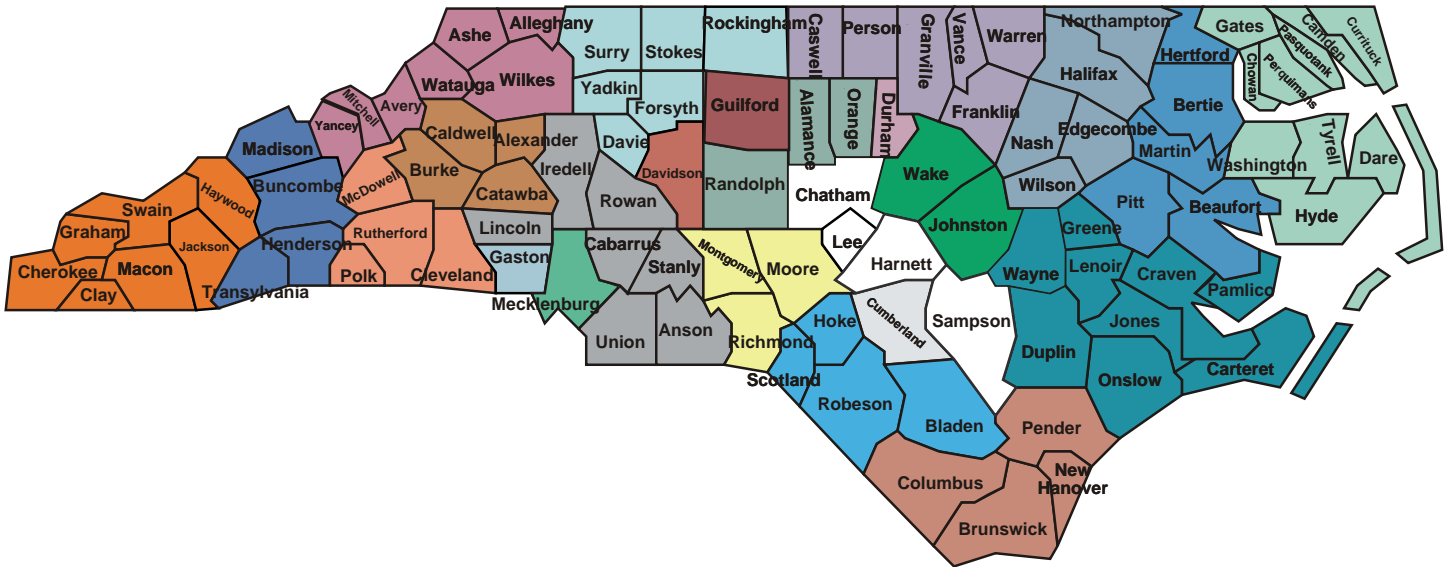 Ashe
Alleghany
Surry
Stokes
Rockingham
Caswell
Person
Granville
Vance
Warren
Northampton
Hertford
Gates
Camden
Currituck
Pasquotank
Perquimans
Chowan
Watauga
Wilkes
Yadkin
Forsyth
Guilford
Alamance
Orange
Durham
Franklin
Halifax
Bertie
Mitchell
Avery
Yancey
Madison
Caldwell
Alexander
Iredell
Davie
Davidson
Randolph
Chatham
Wake
Nash
Edgecombe
Martin
Washington
Tyrrell
Dare
Buncombe
McDowell
Burke
Catawba
Rowan
Wilson
Pitt
Beaufort
Hyde
Swain
Haywood
Graham
Jackson
Henderson
Rutherford
Lincoln
Cabarrus
Stanly
Montgomery
Moore
Lee
Harnett
Johnston
Greene
Wayne
Lenoir
Craven
Pamlico
Cherokee
Macon
Clay
Transylvania
Polk
Cleveland
Gaston
Mecklenburg
Union
Anson
Richmond
Hoke
Scotland
Cumberland
Sampson
Duplin
Jones
Onslow
Carteret
Robeson
Bladen
Pender
Columbus
New
Hanover
Brunswick